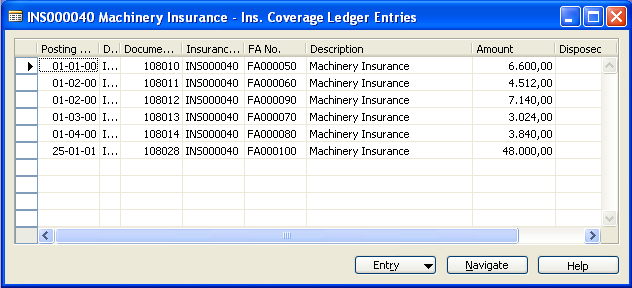 INS000040 Machinery Insurance - Ins. Coverage Ledger Entries
Posting ... D... Docume... Insuranc... FA No. Description Amount Disposec
01-01-00 I... 108010 INS000040 FA000050 Machinery Insurance 6.600,00
01-02-00 I... 108011 INS000040 FA000060 Machinery Insurance 4.512,00
01-02-00 I... 108012 INS000040 FA000090 Machinery Insurance 7.140,00
01-03-00 I... 108013 INS000040 FA000070 Machinery Insurance 3.024,00
01-04-00 I... 108014 INS000040 FA000080 Machinery Insurance 3.840,00
25-01-01 I... 108028 INS000040 FA000100 Machinery Insurance 48.000,00
Entry Navigate Help